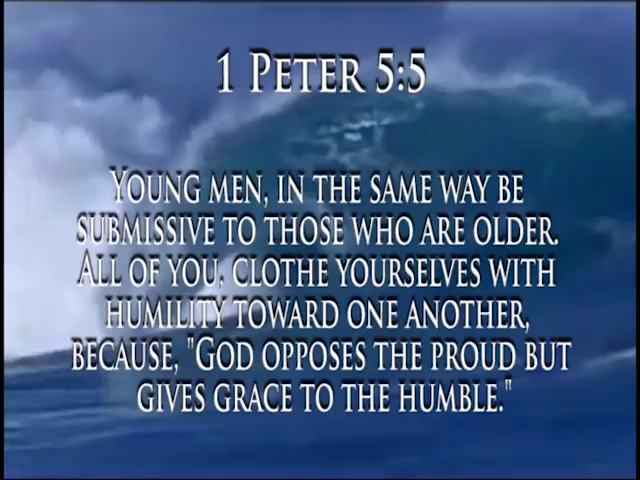 1 Peter 5:5
Young men, in the same way be
submissive to those who are older.
All of you, clothe yourselves with
humility toward one another,
because, "God opposes the proud but
gives grace to the humble."